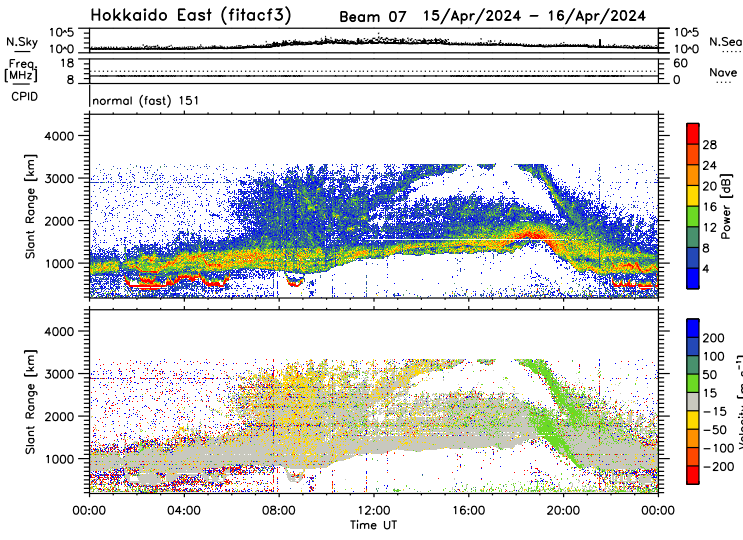 Hokkaido East (fitacf3) Beam 07 15/Apr/2024 − 16/Apr/2024
N.Sky 10^5 10^0 10^5 10^0 N.Sea
Freq. [MHz] 18 8 60 0 Nave
CPID normal (fast) 151
Slant Range [km] 4000 3000 2000 1000
Power [dB] 28 24 20 16 12 8 4
Slant Range [km] 4000 3000 2000 1000
Velocity [m s^-1] 200 100 50 15 −15 −50 −100 −200
00:00 04:00 08:00 12:00 16:00 20:00 00:00
Time UT